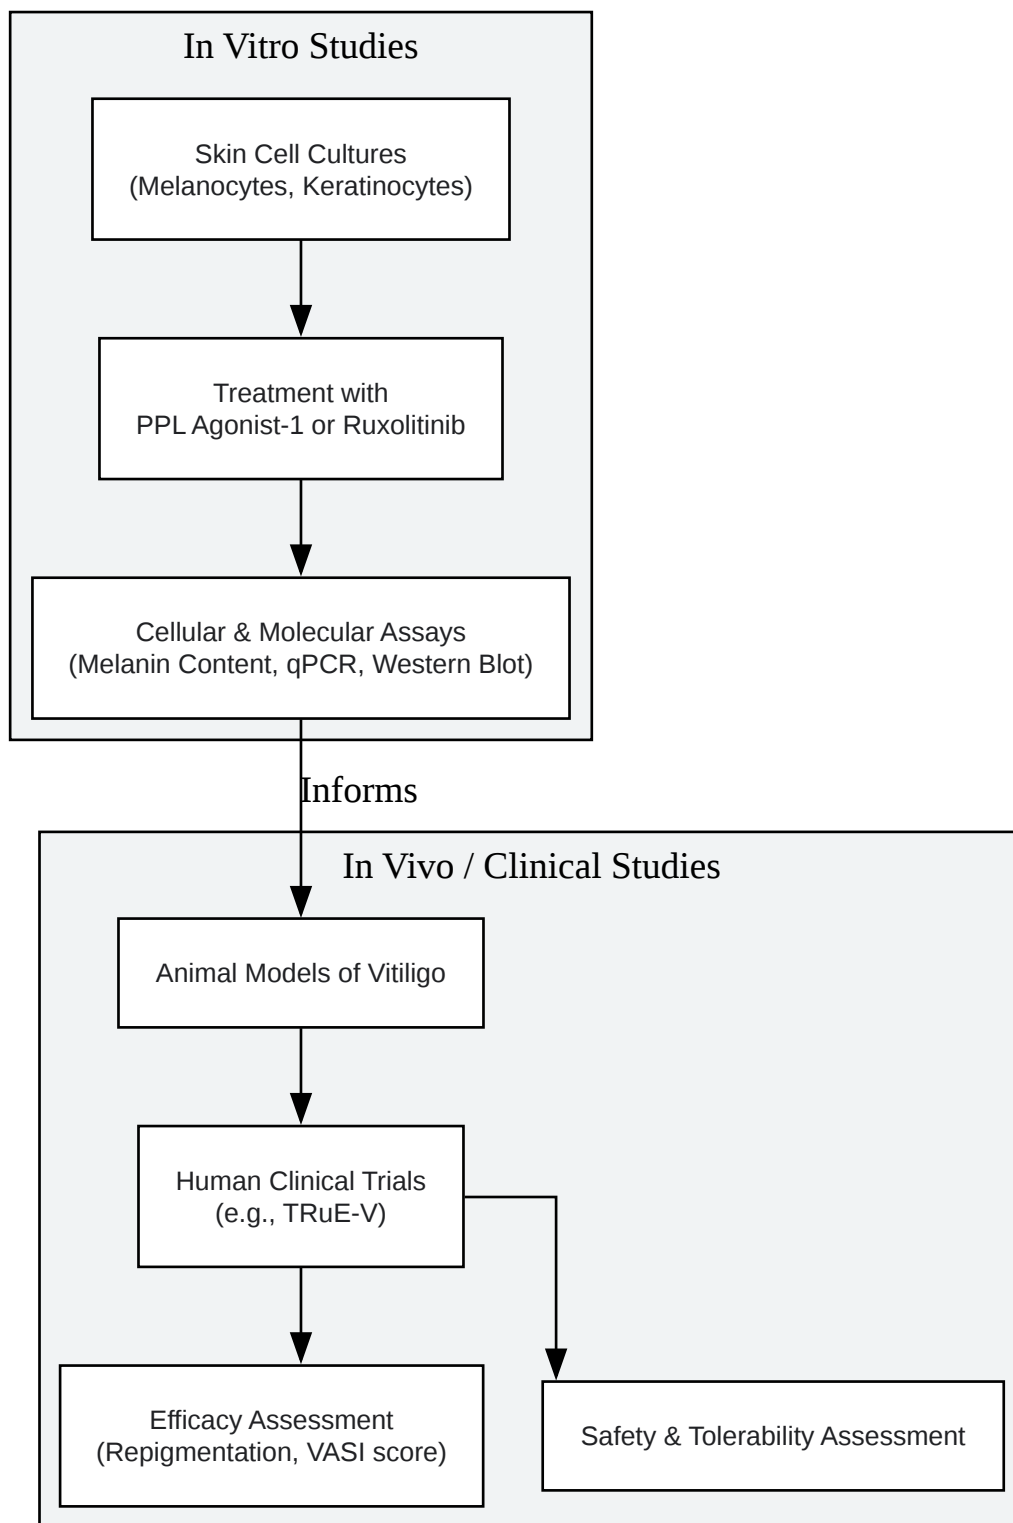 In Vitro Studies
Skin Cell Cultures
(Melanocytes, Keratinocytes)
Treatment with
PPL Agonist-1 or Ruxolitinib
Cellular & Molecular Assays
(Melanin Content, qPCR, Western Blot)
Informs
In Vivo / Clinical Studies
Animal Models of Vitiligo
Human Clinical Trials
(e.g., TRuE-V)
Efficacy Assessment
(Repigmentation, VASI score)
Safety & Tolerability Assessment